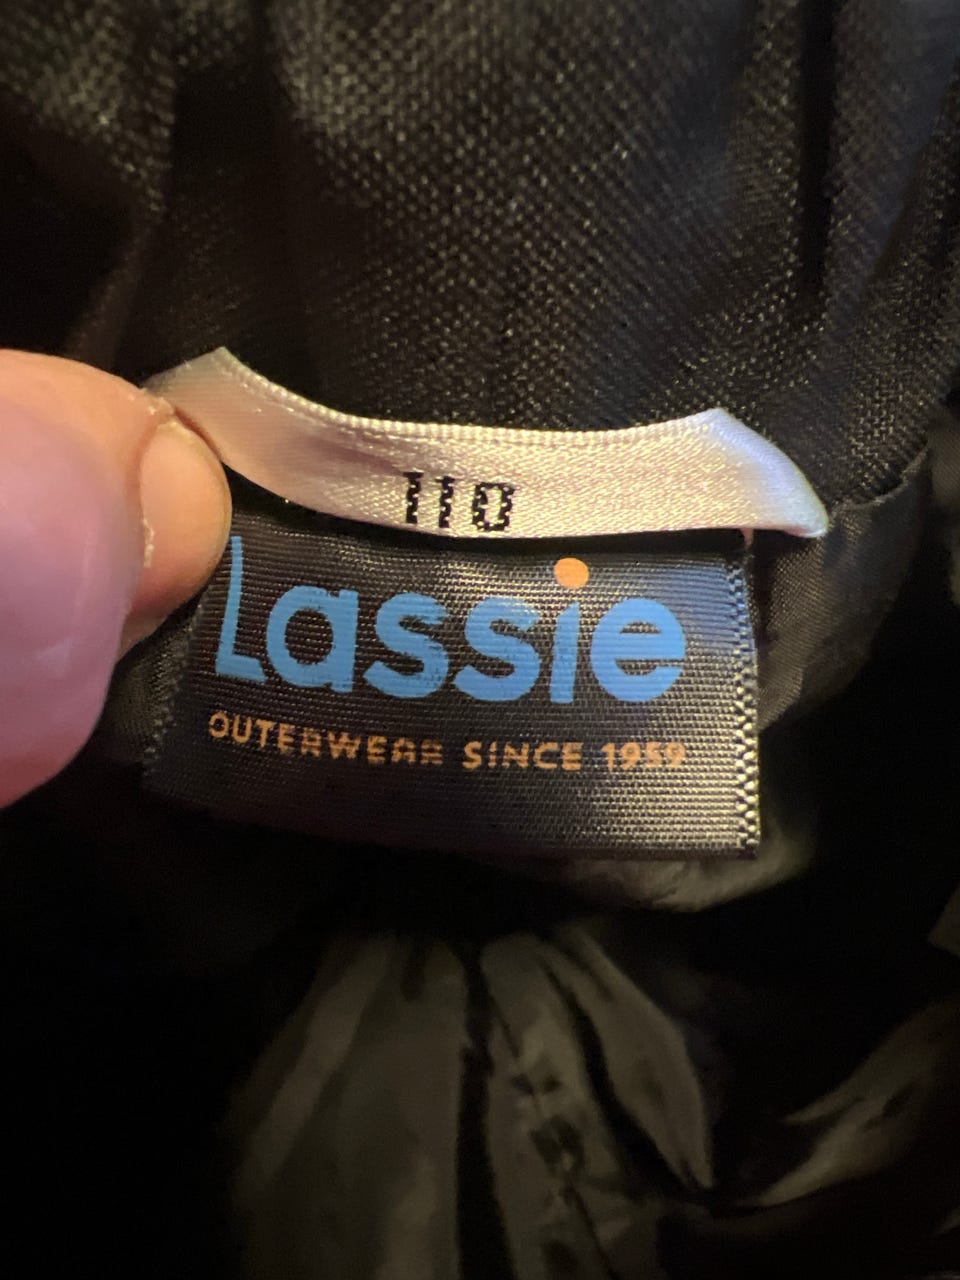 110
Lassie
OUTERWEAR SINCE 1959